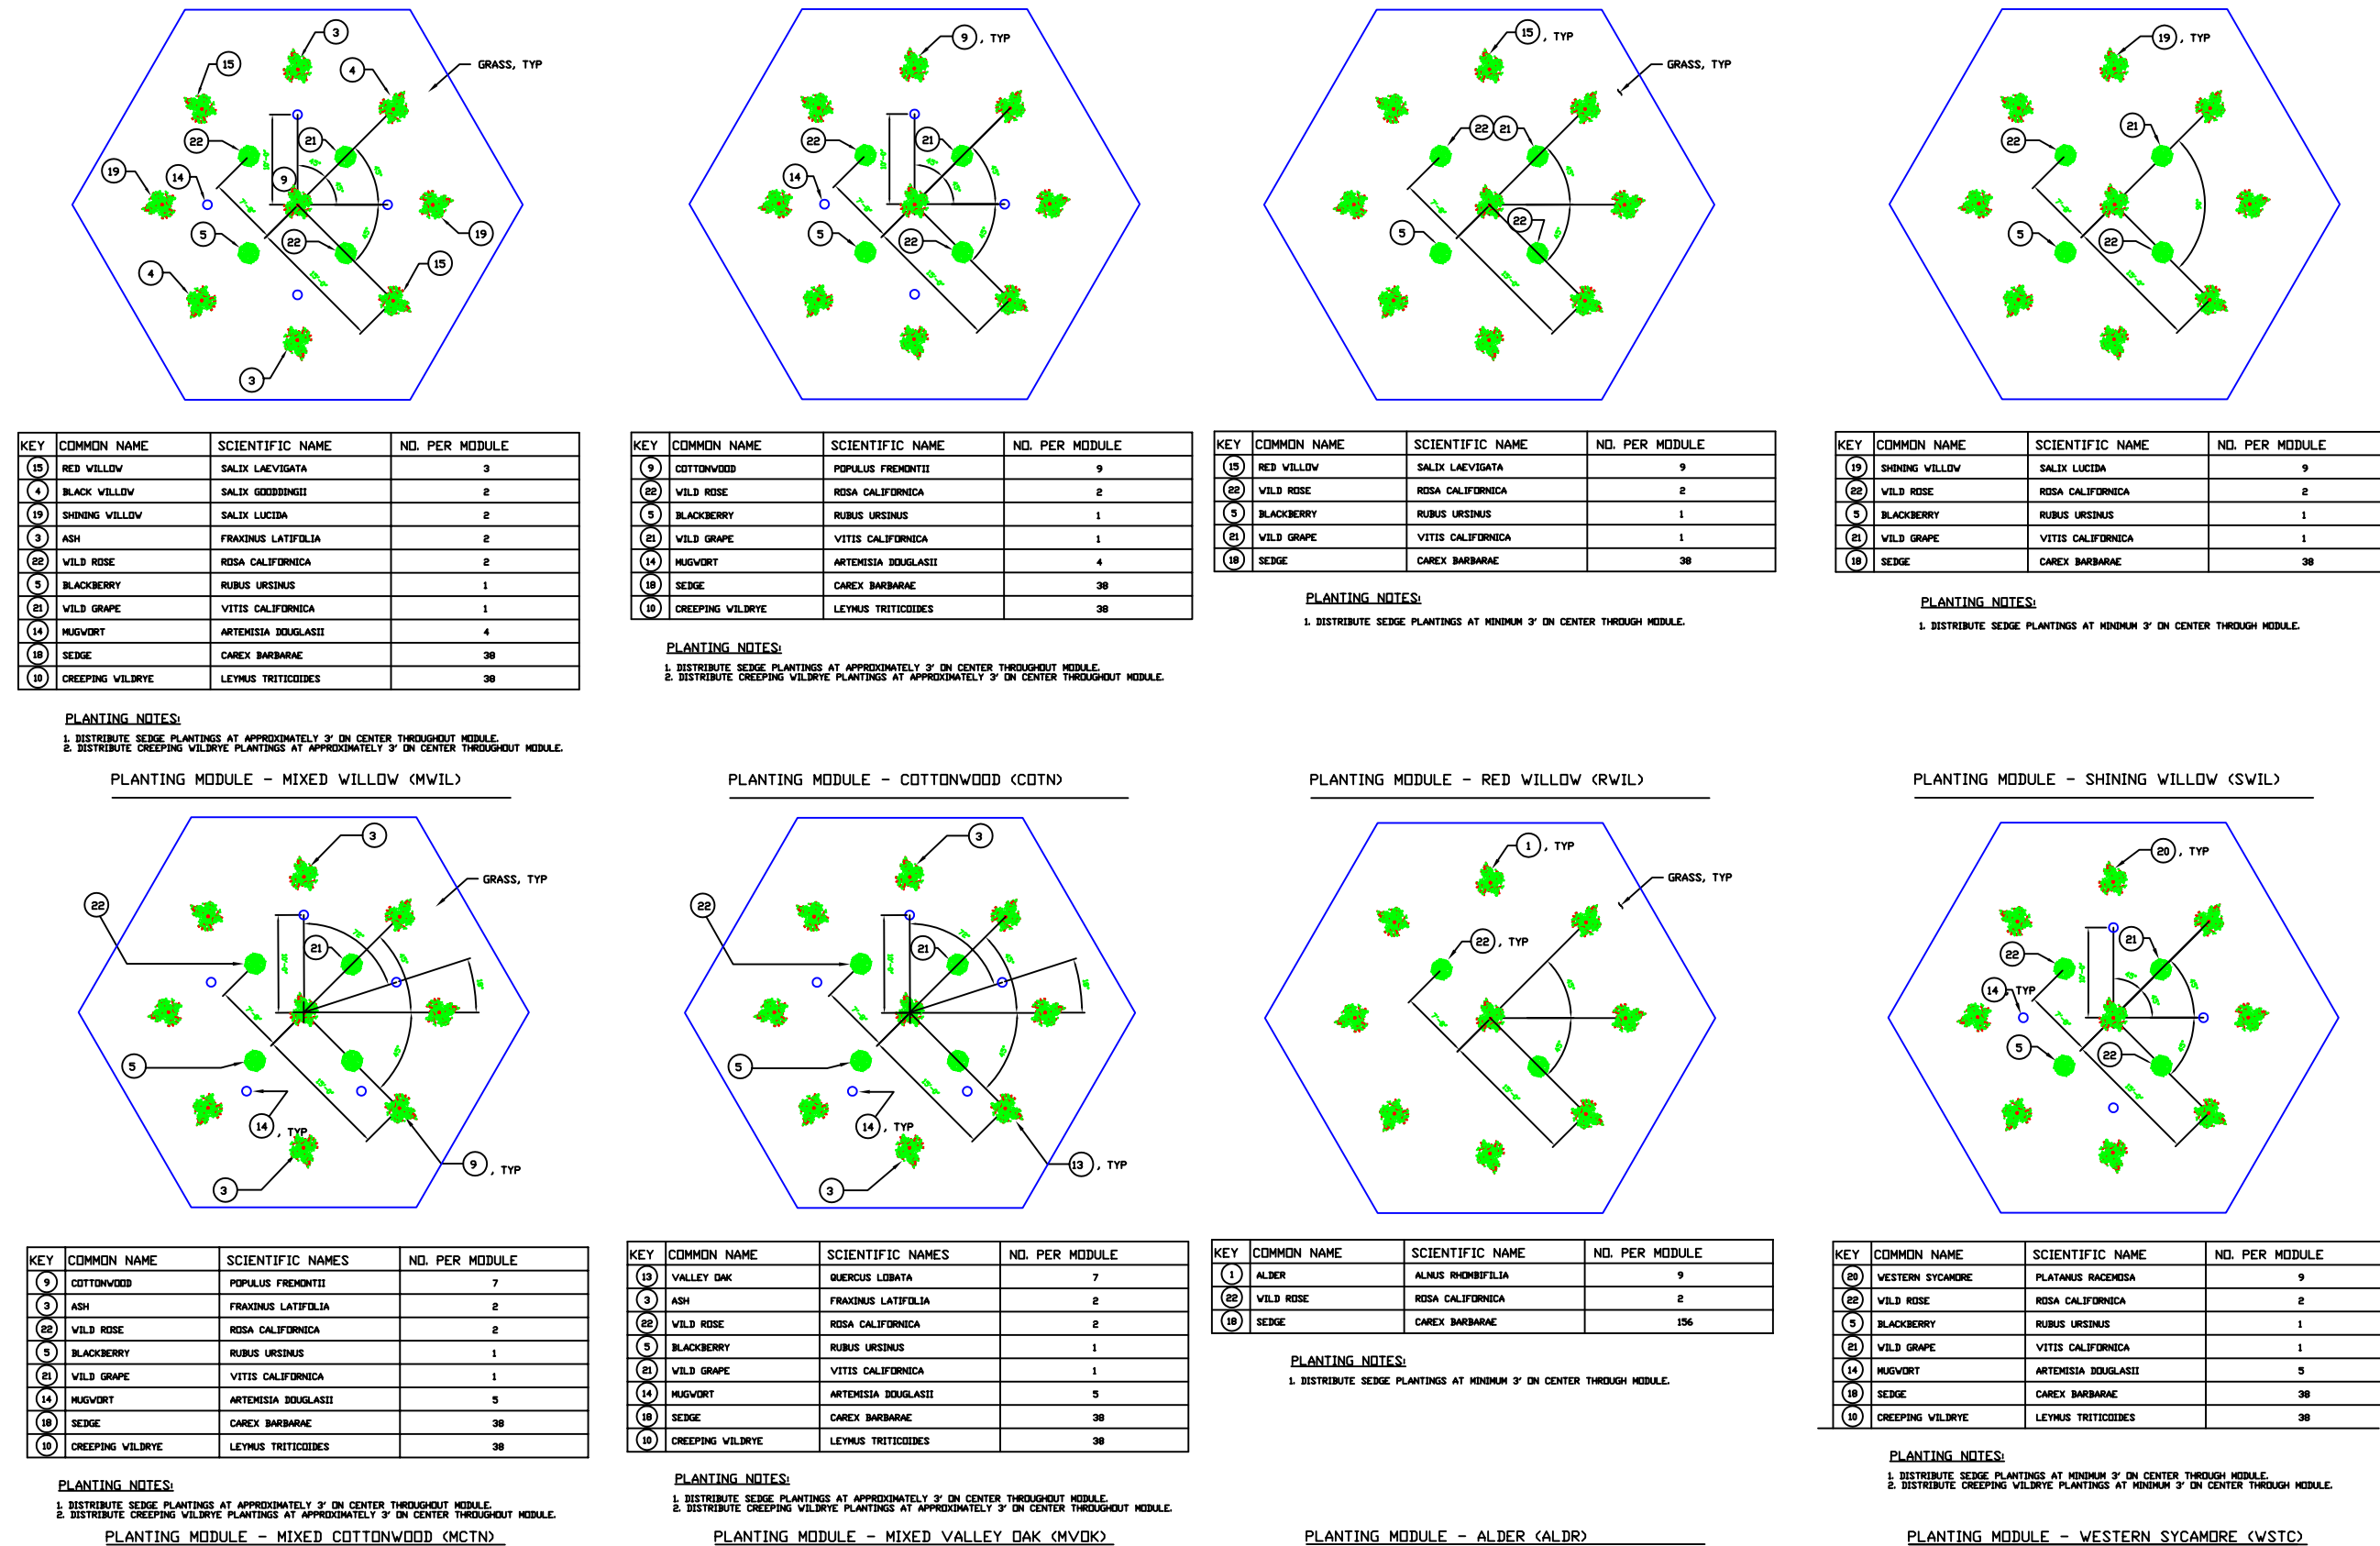 3
15
4
GRASS, TYP
22
21
19
14
9
5
22
19
4
15
3
KEY COMMON NAME SCIENTIFIC NAME NO. PER MODULE
15 RED WILLOW SALIX LAEVIGATA 3
4 BLACK WILLOW SALIX GOODDINGII 2
19 SHINING WILLOW SALIX LUCIDA 2
3 ASH FRAXINUS LATIFOLIA 2
22 WILD ROSE ROSA CALIFORNICA 2
5 BLACKBERRY RUBUS URSINUS 1
21 WILD GRAPE VITIS CALIFORNICA 1
14 MUGWORT ARTEMISIA DOUGLASII 4
18 SEDGE CAREX BARBARAE 38
10 CREEPING WILDRYE LEYMUS TRITICOIDES 38
PLANTING NOTES:
1. DISTRIBUTE SEDGE PLANTINGS AT APPROXIMATELY 3' ON CENTER THROUGHOUT MODULE.
2. DISTRIBUTE CREEPING WILDRYE PLANTINGS AT APPROXIMATELY 3' ON CENTER THROUGHOUT MODULE.
PLANTING MODULE - MIXED WILLOW (MWIL)
9, TYP
22
21
14
5
22
KEY COMMON NAME SCIENTIFIC NAME NO. PER MODULE
9 COTTONWOOD POPULUS FREMONTII 9
22 WILD ROSE ROSA CALIFORNICA 2
5 BLACKBERRY RUBUS URSINUS 1
21 WILD GRAPE VITIS CALIFORNICA 1
14 MUGWORT ARTEMISIA DOUGLASII 4
18 SEDGE CAREX BARBARAE 38
10 CREEPING WILDRYE LEYMUS TRITICOIDES 38
PLANTING NOTES:
1. DISTRIBUTE SEDGE PLANTINGS AT APPROXIMATELY 3' ON CENTER THROUGHOUT MODULE.
2. DISTRIBUTE CREEPING WILDRYE PLANTINGS AT APPROXIMATELY 3' ON CENTER THROUGHOUT MODULE.
PLANTING MODULE - COTTONWOOD (COTN)
15, TYP
GRASS, TYP
22 21
22
5
KEY COMMON NAME SCIENTIFIC NAME NO. PER MODULE
15 RED WILLOW SALIX LAEVIGATA 9
22 WILD ROSE ROSA CALIFORNICA 2
5 BLACKBERRY RUBUS URSINUS 1
21 WILD GRAPE VITIS CALIFORNICA 1
18 SEDGE CAREX BARBARAE 38
PLANTING NOTES:
1. DISTRIBUTE SEDGE PLANTINGS AT MINIMUM 3' ON CENTER THROUGH MODULE.
PLANTING MODULE - RED WILLOW (RWIL)
19, TYP
21
22
5
22
KEY COMMON NAME SCIENTIFIC NAME NO. PER MODULE
19 SHINING WILLOW SALIX LUCIDA 9
22 WILD ROSE ROSA CALIFORNICA 2
5 BLACKBERRY RUBUS URSINUS 1
21 WILD GRAPE VITIS CALIFORNICA 1
18 SEDGE CAREX BARBARAE 38
PLANTING NOTES:
1. DISTRIBUTE SEDGE PLANTINGS AT MINIMUM 3' ON CENTER THROUGH MODULE.
PLANTING MODULE - SHINING WILLOW (SWIL)
3
GRASS, TYP
22
21
5
14, TYP
9, TYP
3
KEY COMMON NAME SCIENTIFIC NAMES NO. PER MODULE
9 COTTONWOOD POPULUS FREMONTII 7
3 ASH FRAXINUS LATIFOLIA 2
22 WILD ROSE ROSA CALIFORNICA 2
5 BLACKBERRY RUBUS URSINUS 1
21 WILD GRAPE VITIS CALIFORNICA 1
14 MUGWORT ARTEMISIA DOUGLASII 5
18 SEDGE CAREX BARBARAE 38
10 CREEPING WILDRYE LEYMUS TRITICOIDES 38
PLANTING NOTES:
1. DISTRIBUTE SEDGE PLANTINGS AT APPROXIMATELY 3' ON CENTER THROUGHOUT MODULE.
2. DISTRIBUTE CREEPING WILDRYE PLANTINGS AT APPROXIMATELY 3' ON CENTER THROUGHOUT MODULE.
PLANTING MODULE - MIXED COTTONWOOD (MCTN)
3
22
21
5
14, TYP
13, TYP
3
KEY COMMON NAME SCIENTIFIC NAMES NO. PER MODULE
13 VALLEY OAK QUERCUS LOBATA 7
3 ASH FRAXINUS LATIFOLIA 2
22 WILD ROSE ROSA CALIFORNICA 2
5 BLACKBERRY RUBUS URSINUS 1
21 WILD GRAPE VITIS CALIFORNICA 1
14 MUGWORT ARTEMISIA DOUGLASII 5
18 SEDGE CAREX BARBARAE 38
10 CREEPING WILDRYE LEYMUS TRITICOIDES 38
PLANTING NOTES:
1. DISTRIBUTE SEDGE PLANTINGS AT APPROXIMATELY 3' ON CENTER THROUGHOUT MODULE.
2. DISTRIBUTE CREEPING WILDRYE PLANTINGS AT APPROXIMATELY 3' ON CENTER THROUGHOUT MODULE.
PLANTING MODULE - MIXED VALLEY OAK (MVOK)
1, TYP
GRASS, TYP
22, TYP
KEY COMMON NAME SCIENTIFIC NAME NO. PER MODULE
1 ALDER ALNUS RHOMBIFILIA 9
22 WILD ROSE ROSA CALIFORNICA 2
18 SEDGE CAREX BARBARAE 156
PLANTING NOTES:
1. DISTRIBUTE SEDGE PLANTINGS AT MINIMUM 3' ON CENTER THROUGH MODULE.
PLANTING MODULE - ALDER (ALDR)
20, TYP
21
22
14, TYP
5
22
KEY COMMON NAME SCIENTIFIC NAME NO. PER MODULE
20 WESTERN SYCAMORE PLATANUS RACEMOSA 9
22 WILD ROSE ROSA CALIFORNICA 2
5 BLACKBERRY RUBUS URSINUS 1
21 WILD GRAPE VITIS CALIFORNICA 1
14 MUGWORT ARTEMISIA DOUGLASII 5
18 SEDGE CAREX BARBARAE 38
10 CREEPING WILDRYE LEYMUS TRITICOIDES 38
PLANTING NOTES:
1. DISTRIBUTE SEDGE PLANTINGS AT MINIMUM 3' ON CENTER THROUGH MODULE.
2. DISTRIBUTE CREEPING WILDRYE PLANTINGS AT MINIMUM 3' ON CENTER THROUGH MODULE.
PLANTING MODULE - WESTERN SYCAMORE (WSTC)